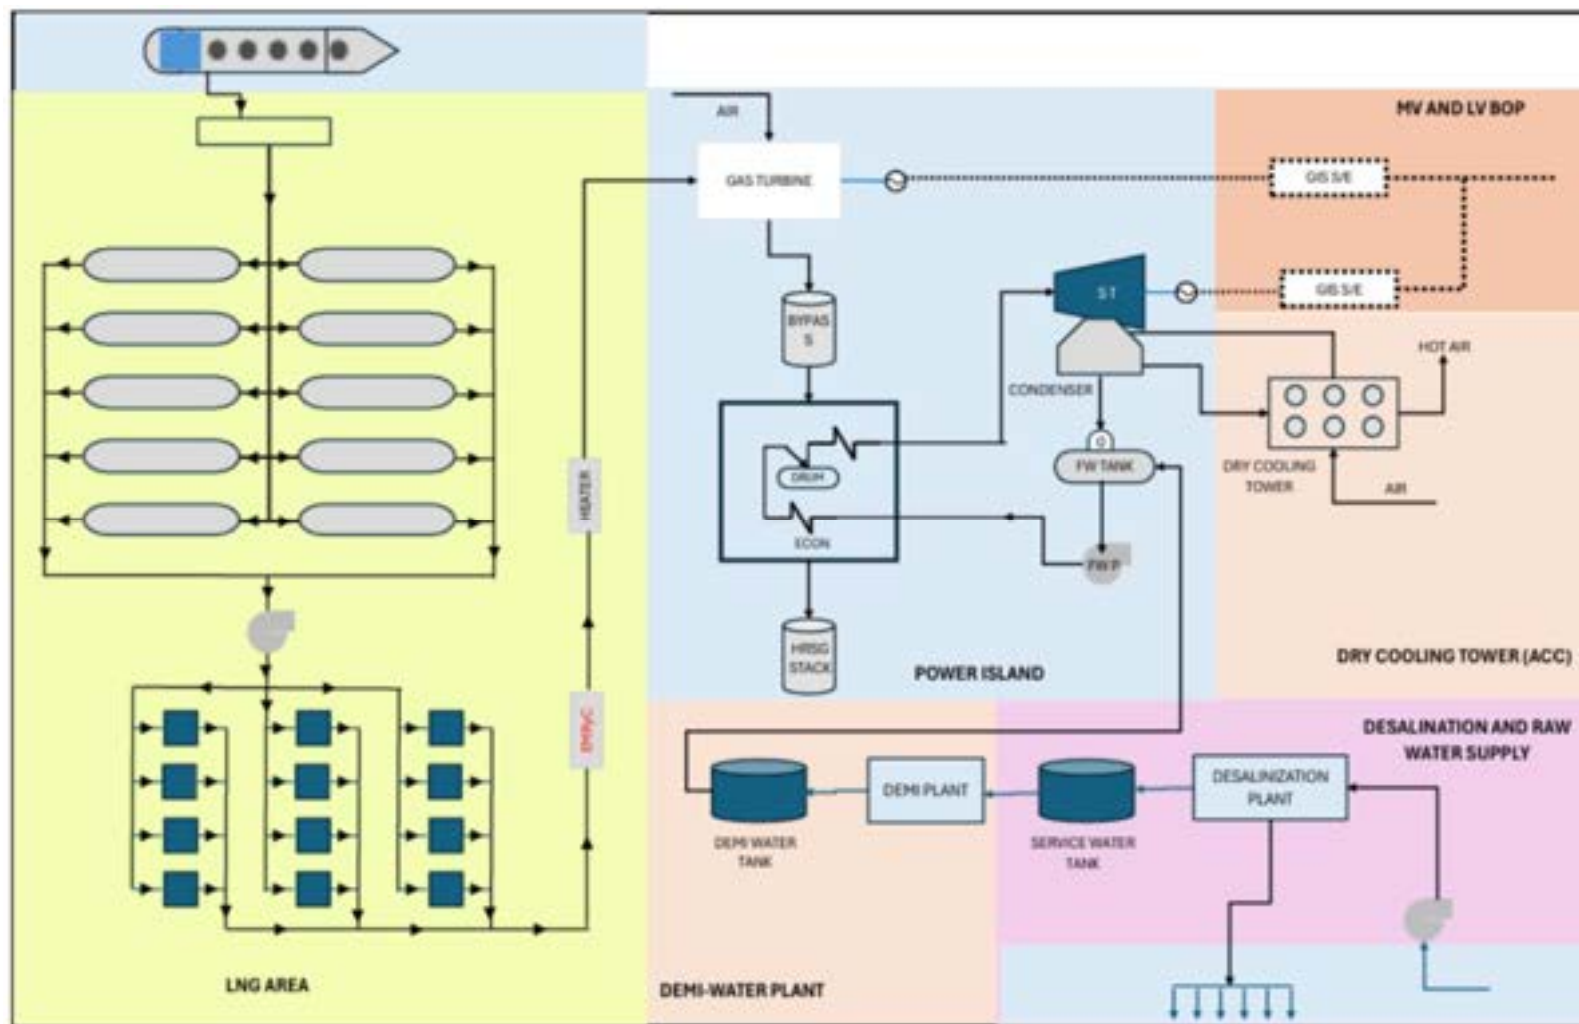 AIR
MV AND LV BOP
GAS TURBINE
GIS S/E
GIS S/E
S T
BYPAS
S
HOT AIR
CONDENSER
DRY COOLING
TOWER
AIR
FW TANK
DRUM
HEATER
ECON
FW P
HRSG
STACK
POWER ISLAND
DRY COOLING TOWER (ACC)
EMRyC
DESALINATION AND RAW
WATER SUPPLY
DESALINIZATION
PLANT
DEMI PLANT
DEMI WATER
TANK
SERVICE WATER
TANK
LNG AREA
DEMI-WATER PLANT